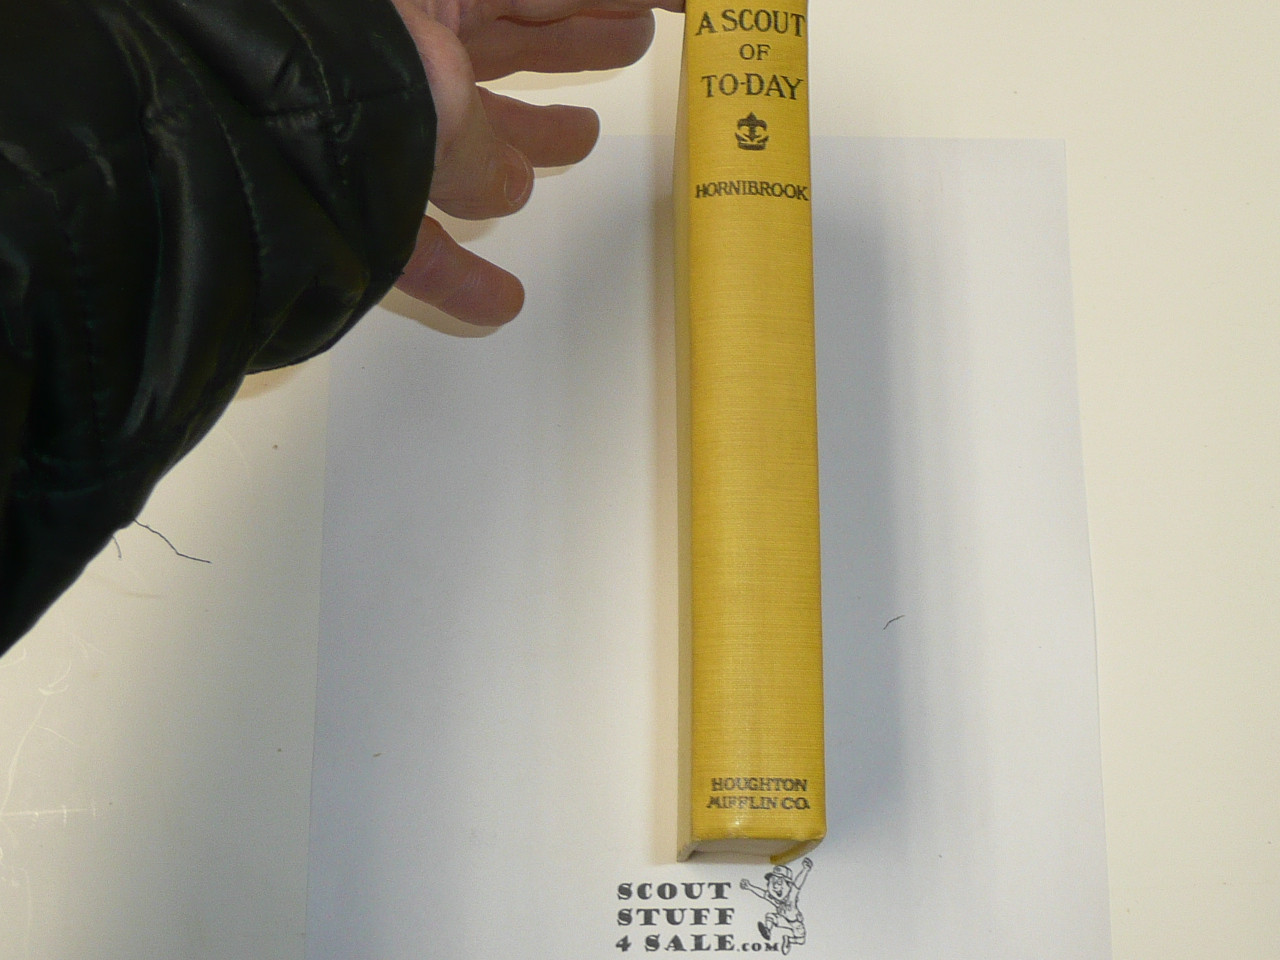 A SCOUT
OF
TO-DAY
HORNIBROOK
HOUGHTON
MIFFLIN CO.
SCOUT
STUFF
4 SALE.COM